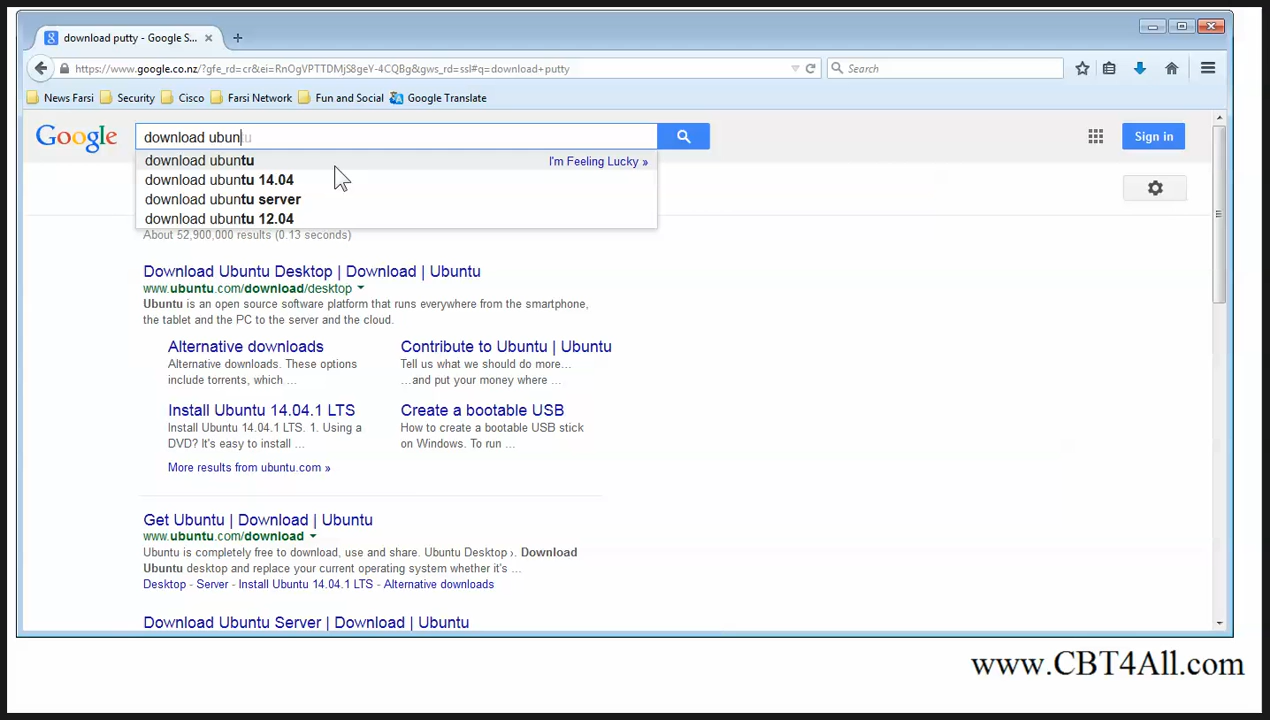 download putty - Google S...
https://www.google.co.nz/?gfe_rd=cr&ei=RnOgVPTTDMjS8geY-4CQBg&gws_rd=ssl#q=download+putty
Search
News Farsi Security Cisco Farsi Network Fun and Social Google Translate
Google
download ubuntu
Sign in
download ubuntu I'm Feeling Lucky »
download ubuntu 14.04
download ubuntu server
download ubuntu 12.04
About 52,900,000 results (0.13 seconds)
Download Ubuntu Desktop | Download | Ubuntu
www.ubuntu.com/download/desktop
Ubuntu is an open source software platform that runs everywhere from the smartphone,
the tablet and the PC to the server and the cloud.
Alternative downloads
Alternative downloads. These options
include torrents, which ...
Contribute to Ubuntu | Ubuntu
Tell us what we should do more...
...and put your money where ...
Install Ubuntu 14.04.1 LTS
Install Ubuntu 14.04.1 LTS. 1. Using a
DVD? It's easy to install ...
Create a bootable USB
How to create a bootable USB stick
on Windows. To run ...
More results from ubuntu.com »
Get Ubuntu | Download | Ubuntu
www.ubuntu.com/download
Ubuntu is completely free to download, use and share. Ubuntu Desktop ›. Download
Ubuntu desktop and replace your current operating system whether it's ...
Desktop - Server - Install Ubuntu 14.04.1 LTS - Alternative downloads
Download Ubuntu Server | Download | Ubuntu
www.CBT4All.com